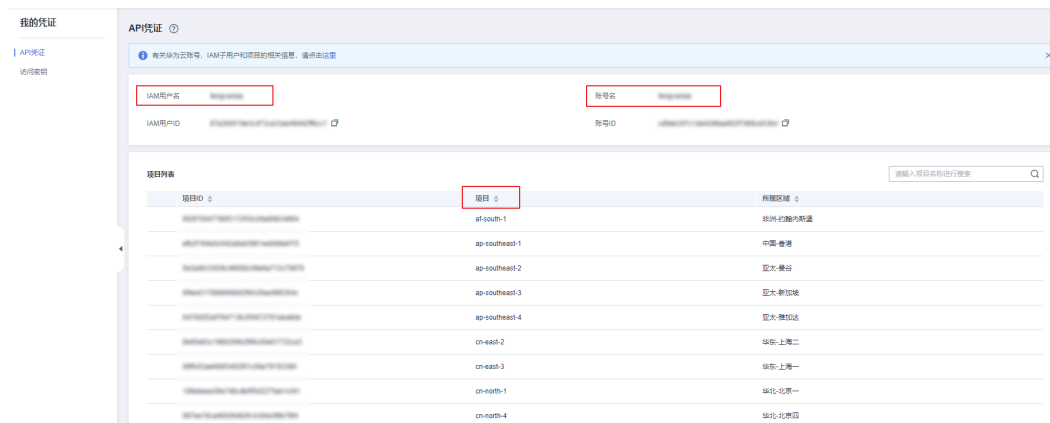 我的凭证
API凭证
访问密钥
API凭证
有关华为云账号、IAM子用户和项目的相关信息，请点击这里
IAM用户名
账号名
IAM用户ID
账号ID
项目列表
请输入项目名称进行搜索
项目ID 项目 所属区域
af-south-1 非洲-约翰内斯堡
ap-southeast-1 中国-香港
ap-southeast-2 亚太-曼谷
ap-southeast-3 亚太-新加坡
ap-southeast-4 亚太-雅加达
cn-east-2 华东-上海二
cn-east-3 华东-上海一
cn-north-1 华北-北京一
cn-north-4 华北-北京四